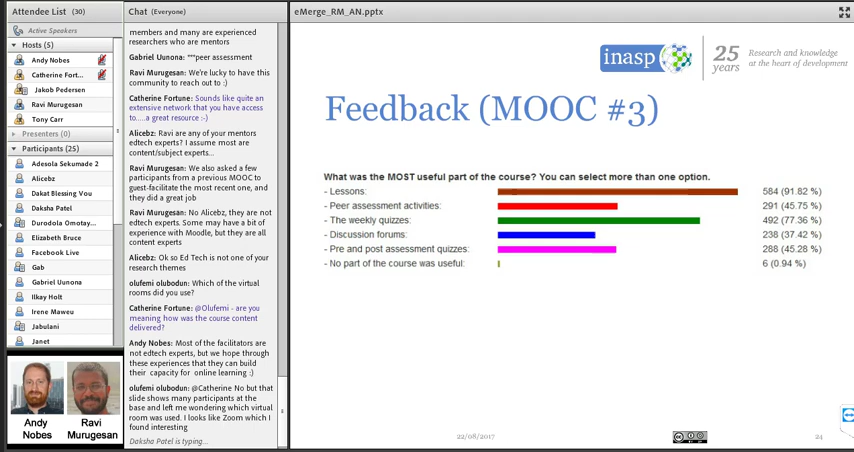 Attendee List (30)
Active Speakers
Hosts (5)
Andy Nobes
Catherine Fort...
Jakob Pedersen
Ravi Murugesan
Tony Carr
Presenters (0)
Participants (25)
Adesola Sekumade 2
Alicebz
Dakat Blessing Vou
Daksha Patel
Durodola Omotay...
Elizabeth Bruce
Facebook Live
Gab
Gabriel Uunona
Ilkay Holt
Irene Maweu
Jabulani
Janet
Andy
Nobes
Ravi
Murugesan
Chat (Everyone)
members and many are experienced
researchers who are mentors
Gabriel Uunona: ***peer assessment
Ravi Murugesan: We're lucky to have this
community to reach out to :)
Catherine Fortune: Sounds like quite an
extensive network that you have access
to.....a great resource :-)
Alicebz: Ravi are any of your mentors
edtech experts? I assume most are
content/subject experts...
Ravi Murugesan: We also asked a few
participants from a previous MOOC to
guest-facilitate the most recent one, and
they did a great job
Ravi Murugesan: No Alicebz, they are not
edtech experts. Some may have a bit of
experience with Moodle, but they are all
content experts
Alicebz: Ok so Ed Tech is not one of your
research themes
olufemi olubodun: Which of the virtual
rooms did you use?
Catherine Fortune: @Olufemi - are you
meaning how was the course content
delivered?
Andy Nobes: Most of the facilitators are
not edtech experts, but we hope through
these experiences that they can build
their capacity for online learning :)
olufemi olubodun: @Catherine No but that
slide shows many participants at the
base and left me wondering which virtual
room was used. I looks like Zoom which I
found interesting
Daksha Patel is typing...
eMerge_RM_AN.pptx
inasp
25
years
Research and knowledge
at the heart of development
Feedback (MOOC #3)
What was the MOST useful part of the course? You can select more than one option.
- Lessons: 584 (91.82 %)
- Peer assessment activities: 291 (45.75 %)
- The weekly quizzes: 492 (77.36 %)
- Discussion forums: 238 (37.42 %)
- Pre and post assessment quizzes: 288 (45.28 %)
- No part of the course was useful: 6 (0.94 %)
22/08/2017
24